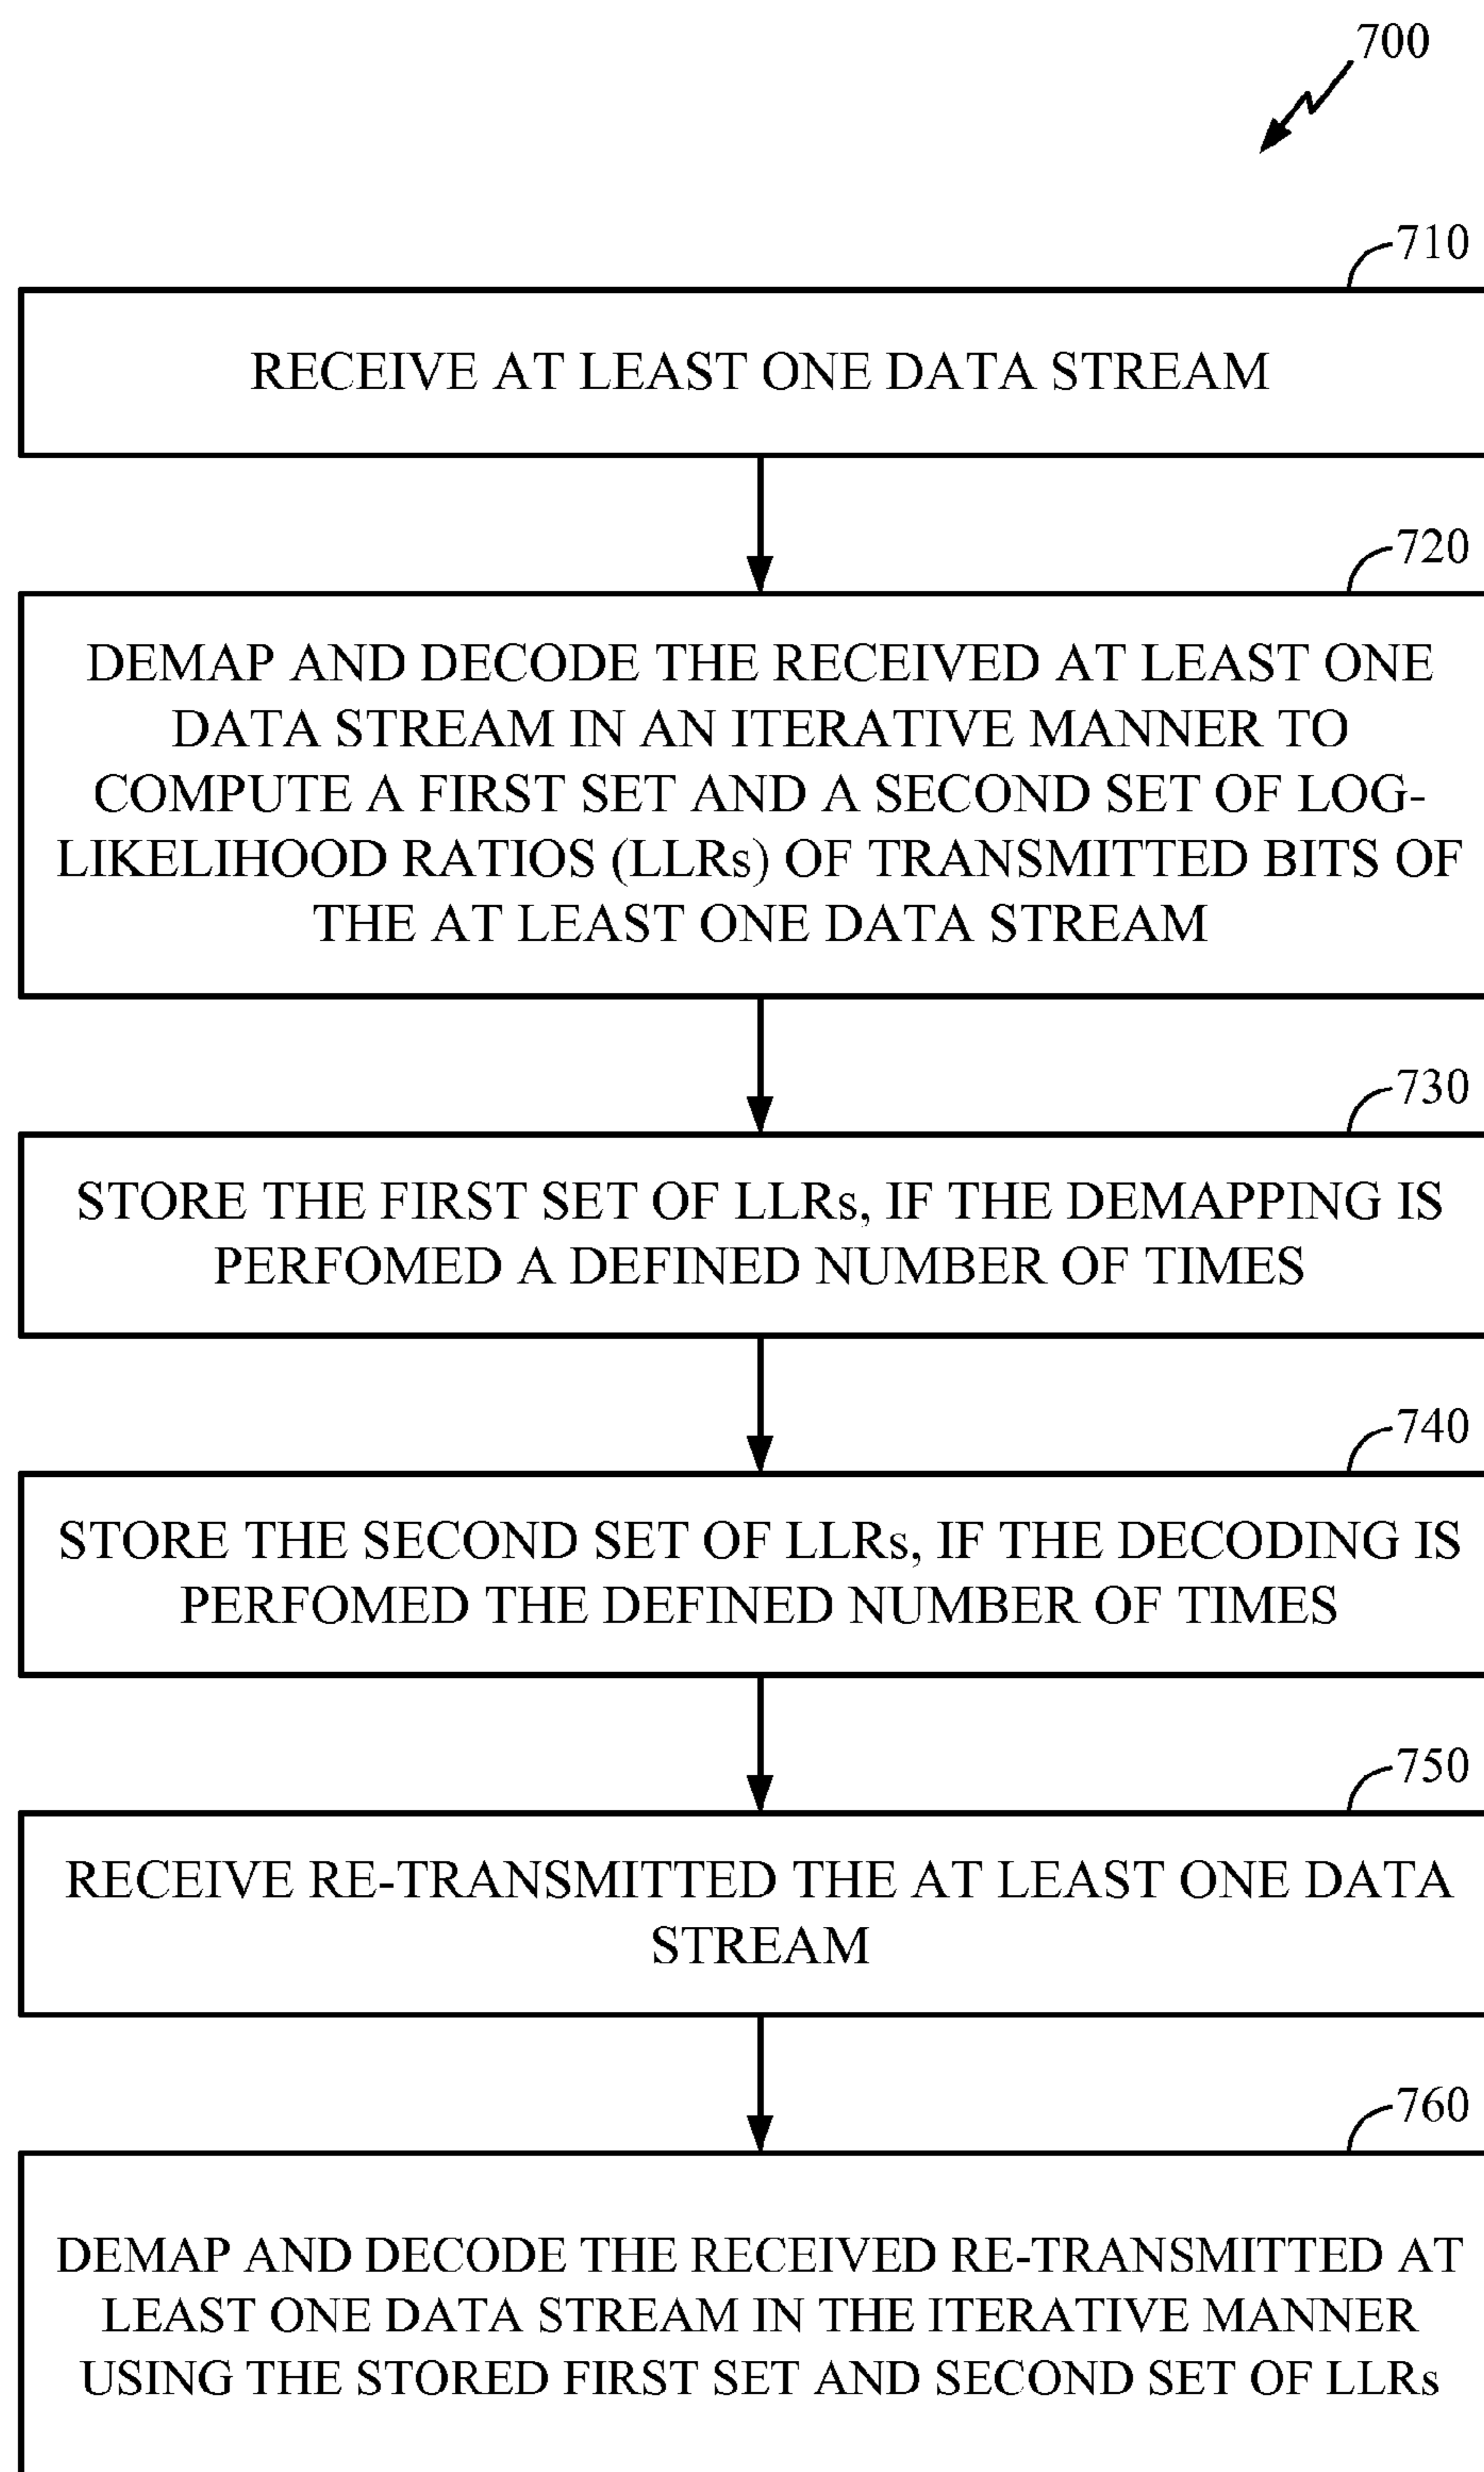 700
710
RECEIVE AT LEAST ONE DATA STREAM
720
DEMAP AND DECODE THE RECEIVED AT LEAST ONE
DATA STREAM IN AN ITERATIVE MANNER TO
COMPUTE A FIRST SET AND A SECOND SET OF LOG-
LIKELIHOOD RATIOS (LLRs) OF TRANSMITTED BITS OF
THE AT LEAST ONE DATA STREAM
730
STORE THE FIRST SET OF LLRs, IF THE DEMAPPING IS
PERFOMED A DEFINED NUMBER OF TIMES
740
STORE THE SECOND SET OF LLRs, IF THE DECODING IS
PERFOMED THE DEFINED NUMBER OF TIMES
750
RECEIVE RE-TRANSMITTED THE AT LEAST ONE DATA
STREAM
760
DEMAP AND DECODE THE RECEIVED RE-TRANSMITTED AT
LEAST ONE DATA STREAM IN THE ITERATIVE MANNER
USING THE STORED FIRST SET AND SECOND SET OF LLRs